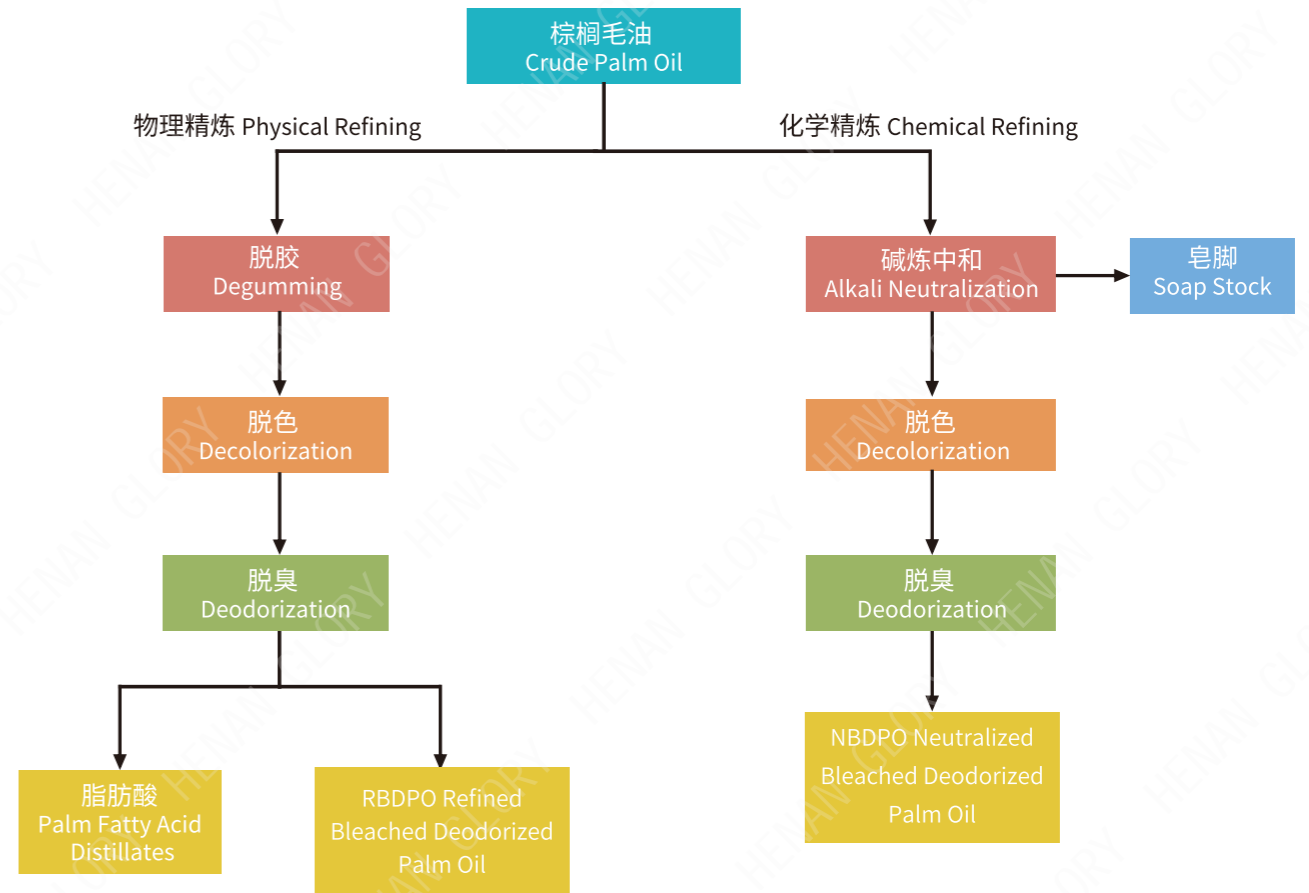 棕榈毛油
Crude Palm Oil
物理精炼 Physical Refining
化学精炼 Chemical Refining
脱胶
Degumming
碱炼中和
Alkali Neutralization
皂脚
Soap Stock
脱色
Decolorization
脱色
Decolorization
脱臭
Deodorization
脱臭
Deodorization
脂肪酸
Palm Fatty Acid
Distillates
RBDPO Refined
Bleached Deodorized
Palm Oil
NBDPO Neutralized
Bleached Deodorized
Palm Oil
HENAN GLORY